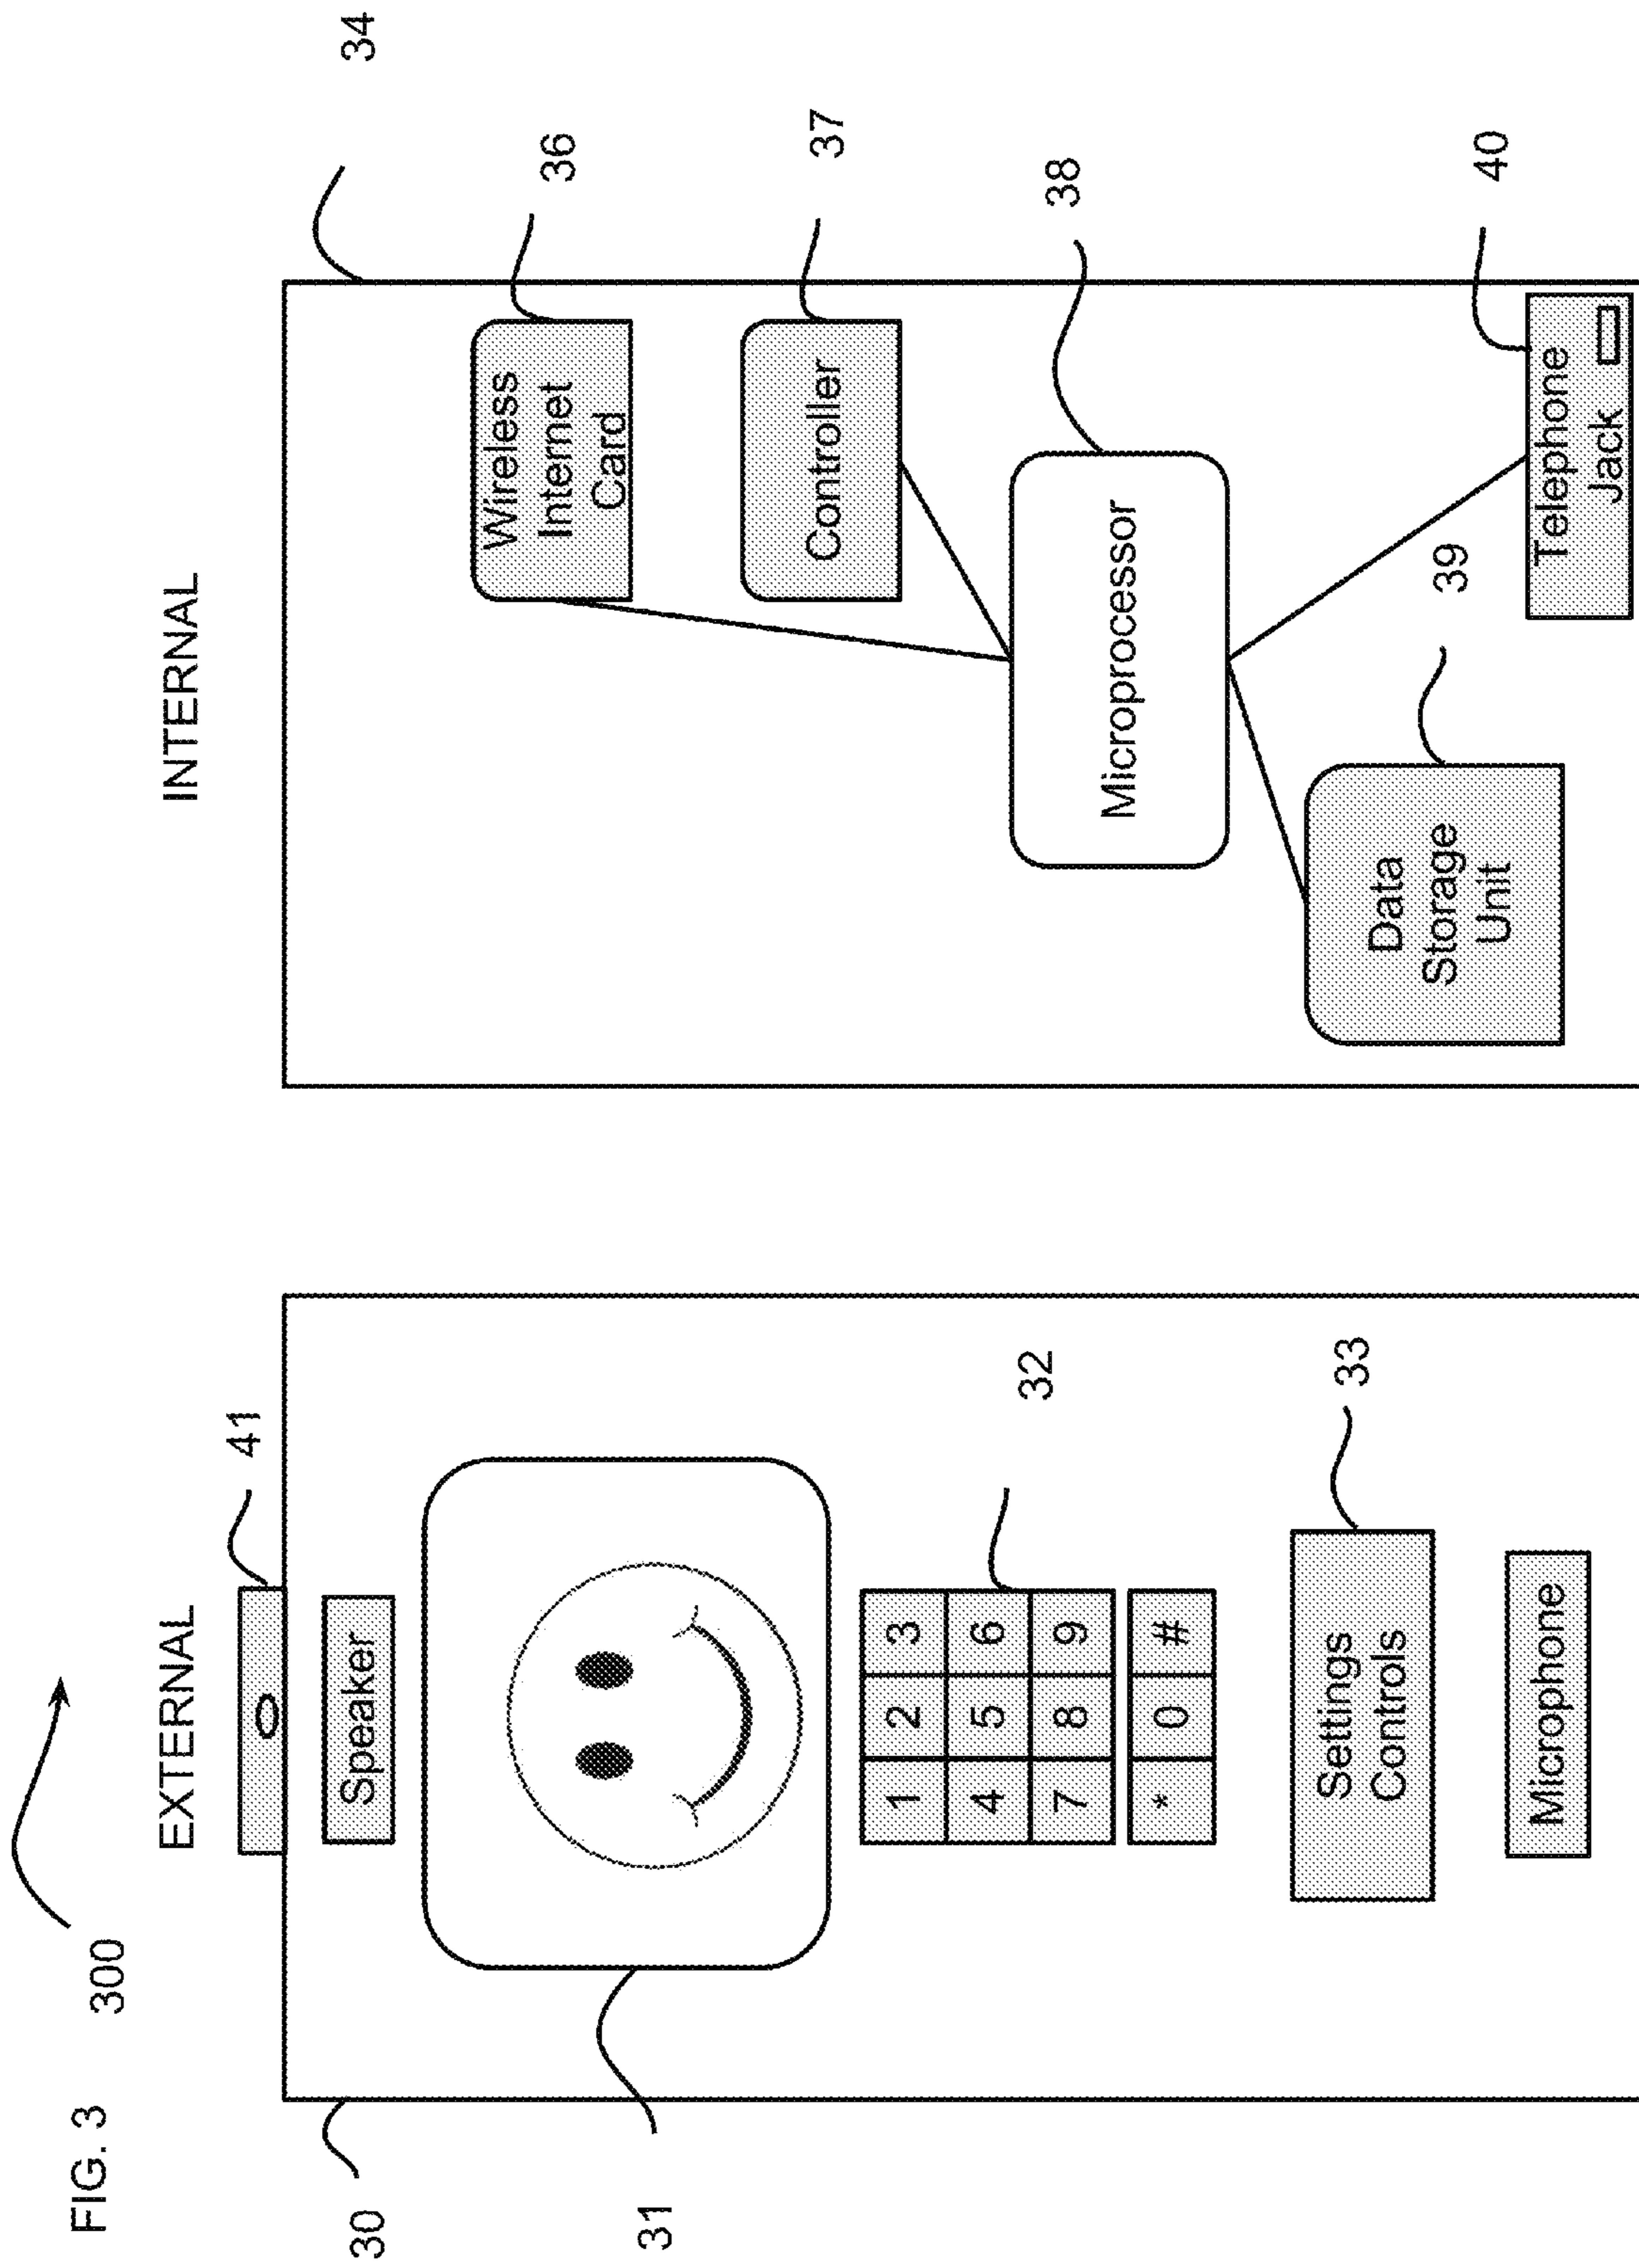 FIG. 3
300
EXTERNAL
41
30
Speaker
31
1 2 3
4 5 6
7 8 9
* 0 #
32
Settings
Controls
33
Microphone
INTERNAL
34
Wireless
Internet
Card
36
Controller
37
Microprocessor
38
Data
Storage
Unit
39
Telephone
Jack
40